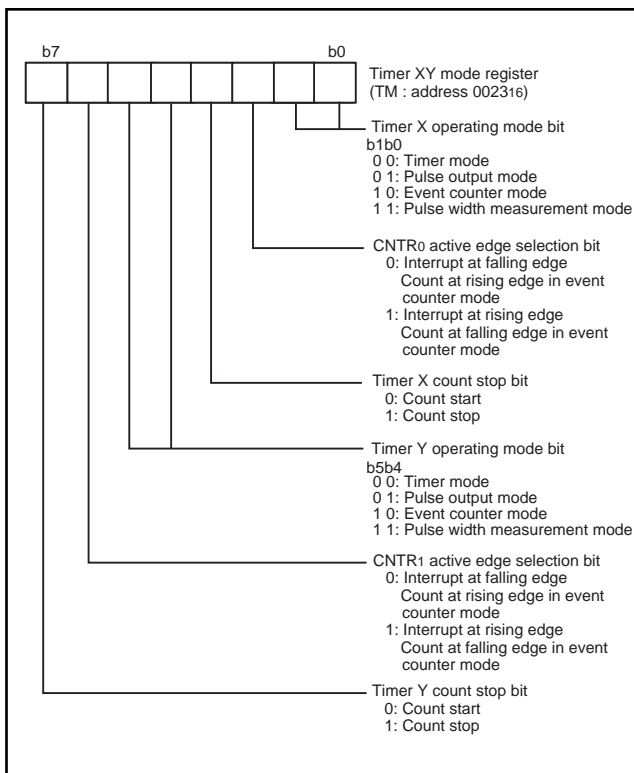 b7 b0
Timer XY mode register
(TM : address 002316)
Timer X operating mode bit
b1b0
0 0: Timer mode
0 1: Pulse output mode
1 0: Event counter mode
1 1: Pulse width measurement mode
CNTR0 active edge selection bit
0: Interrupt at falling edge
Count at rising edge in event
counter mode
1: Interrupt at rising edge
Count at falling edge in event
counter mode
Timer X count stop bit
0: Count start
1: Count stop
Timer Y operating mode bit
b5b4
0 0: Timer mode
0 1: Pulse output mode
1 0: Event counter mode
1 1: Pulse width measurement mode
CNTR1 active edge selection bit
0: Interrupt at falling edge
Count at rising edge in event
counter mode
1: Interrupt at rising edge
Count at falling edge in event
counter mode
Timer Y count stop bit
0: Count start
1: Count stop